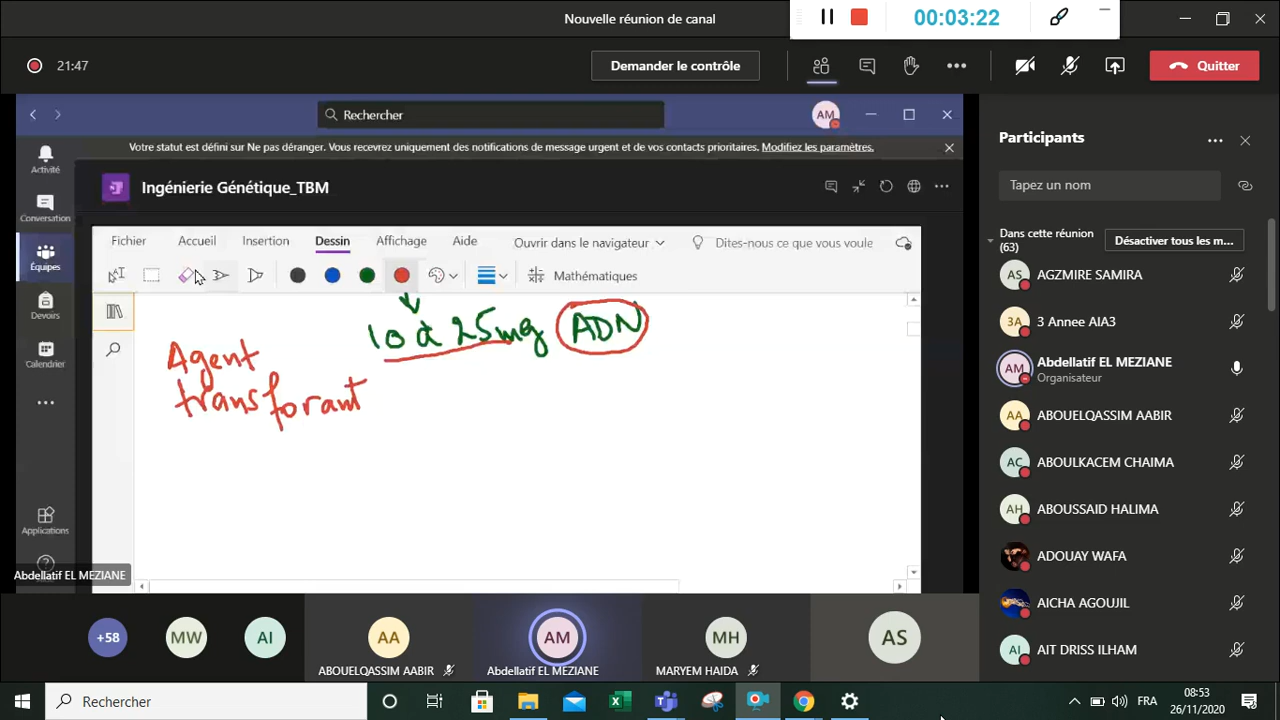 Nouvelle réunion de canal
00:03:22
21:47
Demander le contrôle
Quitter
Rechercher
AM
Votre statut est défini sur Ne pas déranger. Vous recevrez uniquement des notifications de message urgent et de vos contacts prioritaires. Modifiez les paramètres.
Activité
Conversation
Équipes
Devoirs
Calendrier
Applications
Ingénierie Génétique_TBM
Fichier
Accueil
Insertion
Dessin
Affichage
Aide
Ouvrir dans le navigateur
Dites-nous ce que vous voule
Mathématiques
10 à 25mg ADN
Agent
transforant
Abdellatif EL MEZIANE
Participants
Tapez un nom
Dans cette réunion
(63)
Désactiver tous les m...
AS AGZMIRE SAMIRA
3A 3 Annee AIA3
AM Abdellatif EL MEZIANE
Organisateur
AA ABOUELQASSIM AABIR
AC ABOULKACEM CHAIMA
AH ABOUSSAID HALIMA
ADOUAY WAFA
AICHA AGOUJIL
AI AIT DRISS ILHAM
+58
MW
AI
AA
ABOUELQASSIM AABIR
AM
Abdellatif EL MEZIANE
MH
MARYEM HAIDA
AS
Rechercher
FRA
08:53
26/11/2020